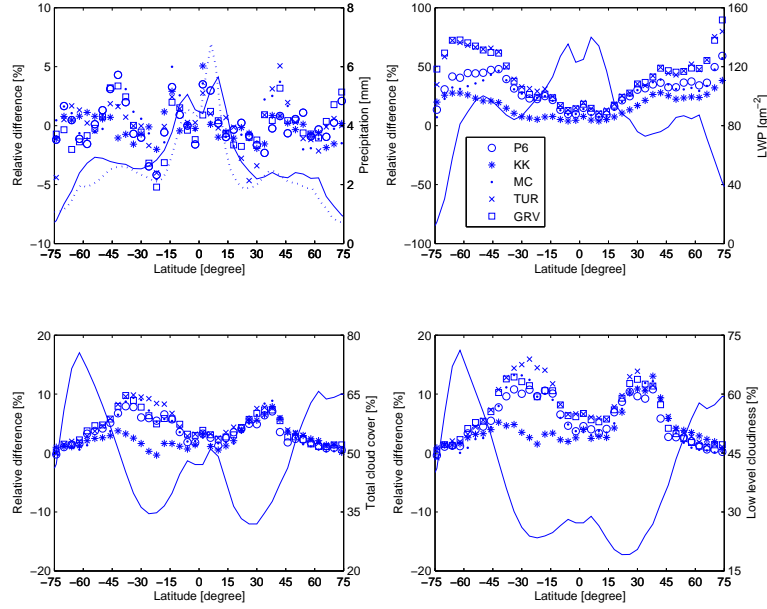 10
5
0
−5
−10
Relative difference [%]
8
6
4
2
0
Precipitation [mm]
−75 −60 −45 −30 −15 0 15 30 45 60 75
Latitude [degree]
100
50
0
−50
−100
Relative difference [%]
160
120
80
40
0
LWP [gm⁻²]
P6
KK
MC
TUR
GRV
−75 −60 −45 −30 −15 0 15 30 45 60 75
Latitude [degree]
20
10
0
−10
−20
Relative difference [%]
80
65
50
35
20
Total cloud cover [%]
−75 −60 −45 −30 −15 0 15 30 45 60 75
Latitude [degree]
20
10
0
−10
−20
Relative difference [%]
75
60
45
30
15
Low level cloudiness [%]
−75 −60 −45 −30 −15 0 15 30 45 60 75
Latitude [degree]